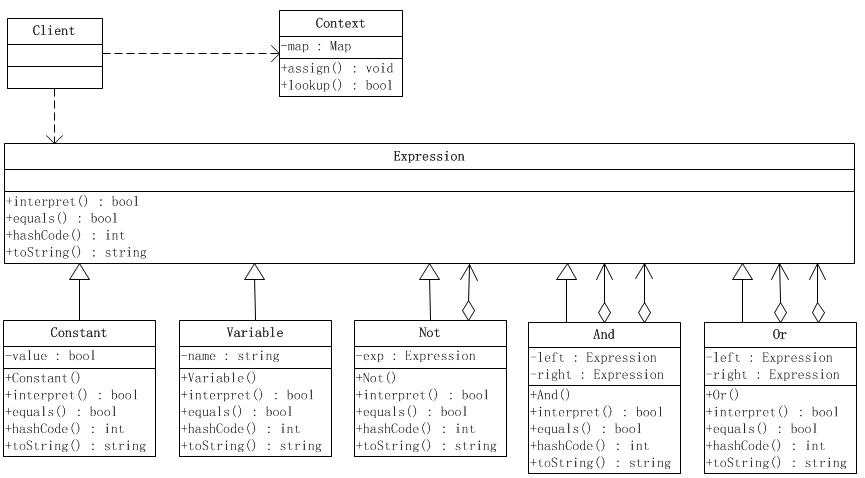 Client
Context
-map : Map
+assign() : void
+lookup() : bool
Expression
+interpret() : bool
+equals() : bool
+hashCode() : int
+toString() : string
Constant
-value : bool
+Constant()
+interpret() : bool
+equals() : bool
+hashCode() : int
+toString() : string
Variable
-name : string
+Variable()
+interpret() : bool
+equals() : bool
+hashCode() : int
+toString() : string
Not
-exp : Expression
+Not()
+interpret() : bool
+equals() : bool
+hashCode() : int
+toString() : string
And
-left : Expression
-right : Expression
+And()
+interpret() : bool
+equals() : bool
+hashCode() : int
+toString() : string
Or
-left : Expression
-right : Expression
+Or()
+interpret() : bool
+equals() : bool
+hashCode() : int
+toString() : string